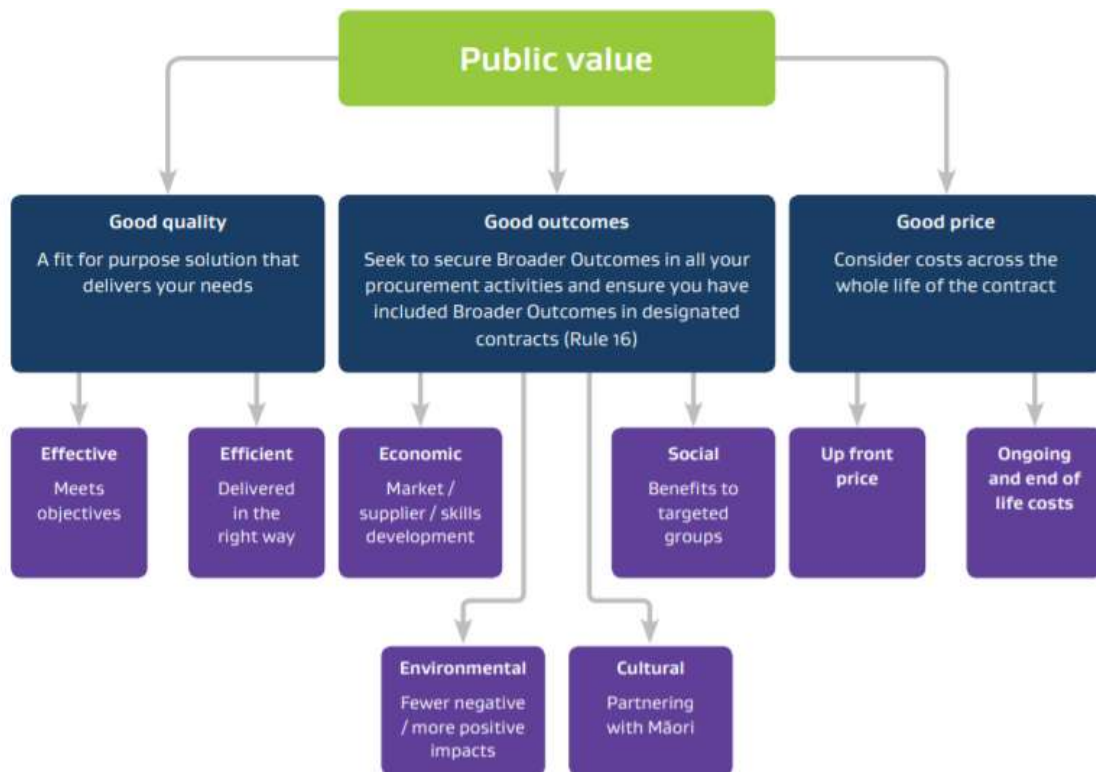 Public value
Good quality
A fit for purpose solution that
delivers your needs
Good outcomes
Seek to secure Broader Outcomes in all your
procurement activities and ensure you have
included Broader Outcomes in designated
contracts (Rule 16)
Good price
Consider costs across the
whole life of the contract
Effective
Meets
objectives
Efficient
Delivered
in the
right way
Economic
Market /
supplier / skills
development
Social
Benefits to
targeted
groups
Up front
price
Ongoing
and end of
life costs
Environmental
Fewer negative
/ more positive
impacts
Cultural
Partnering
with Māori